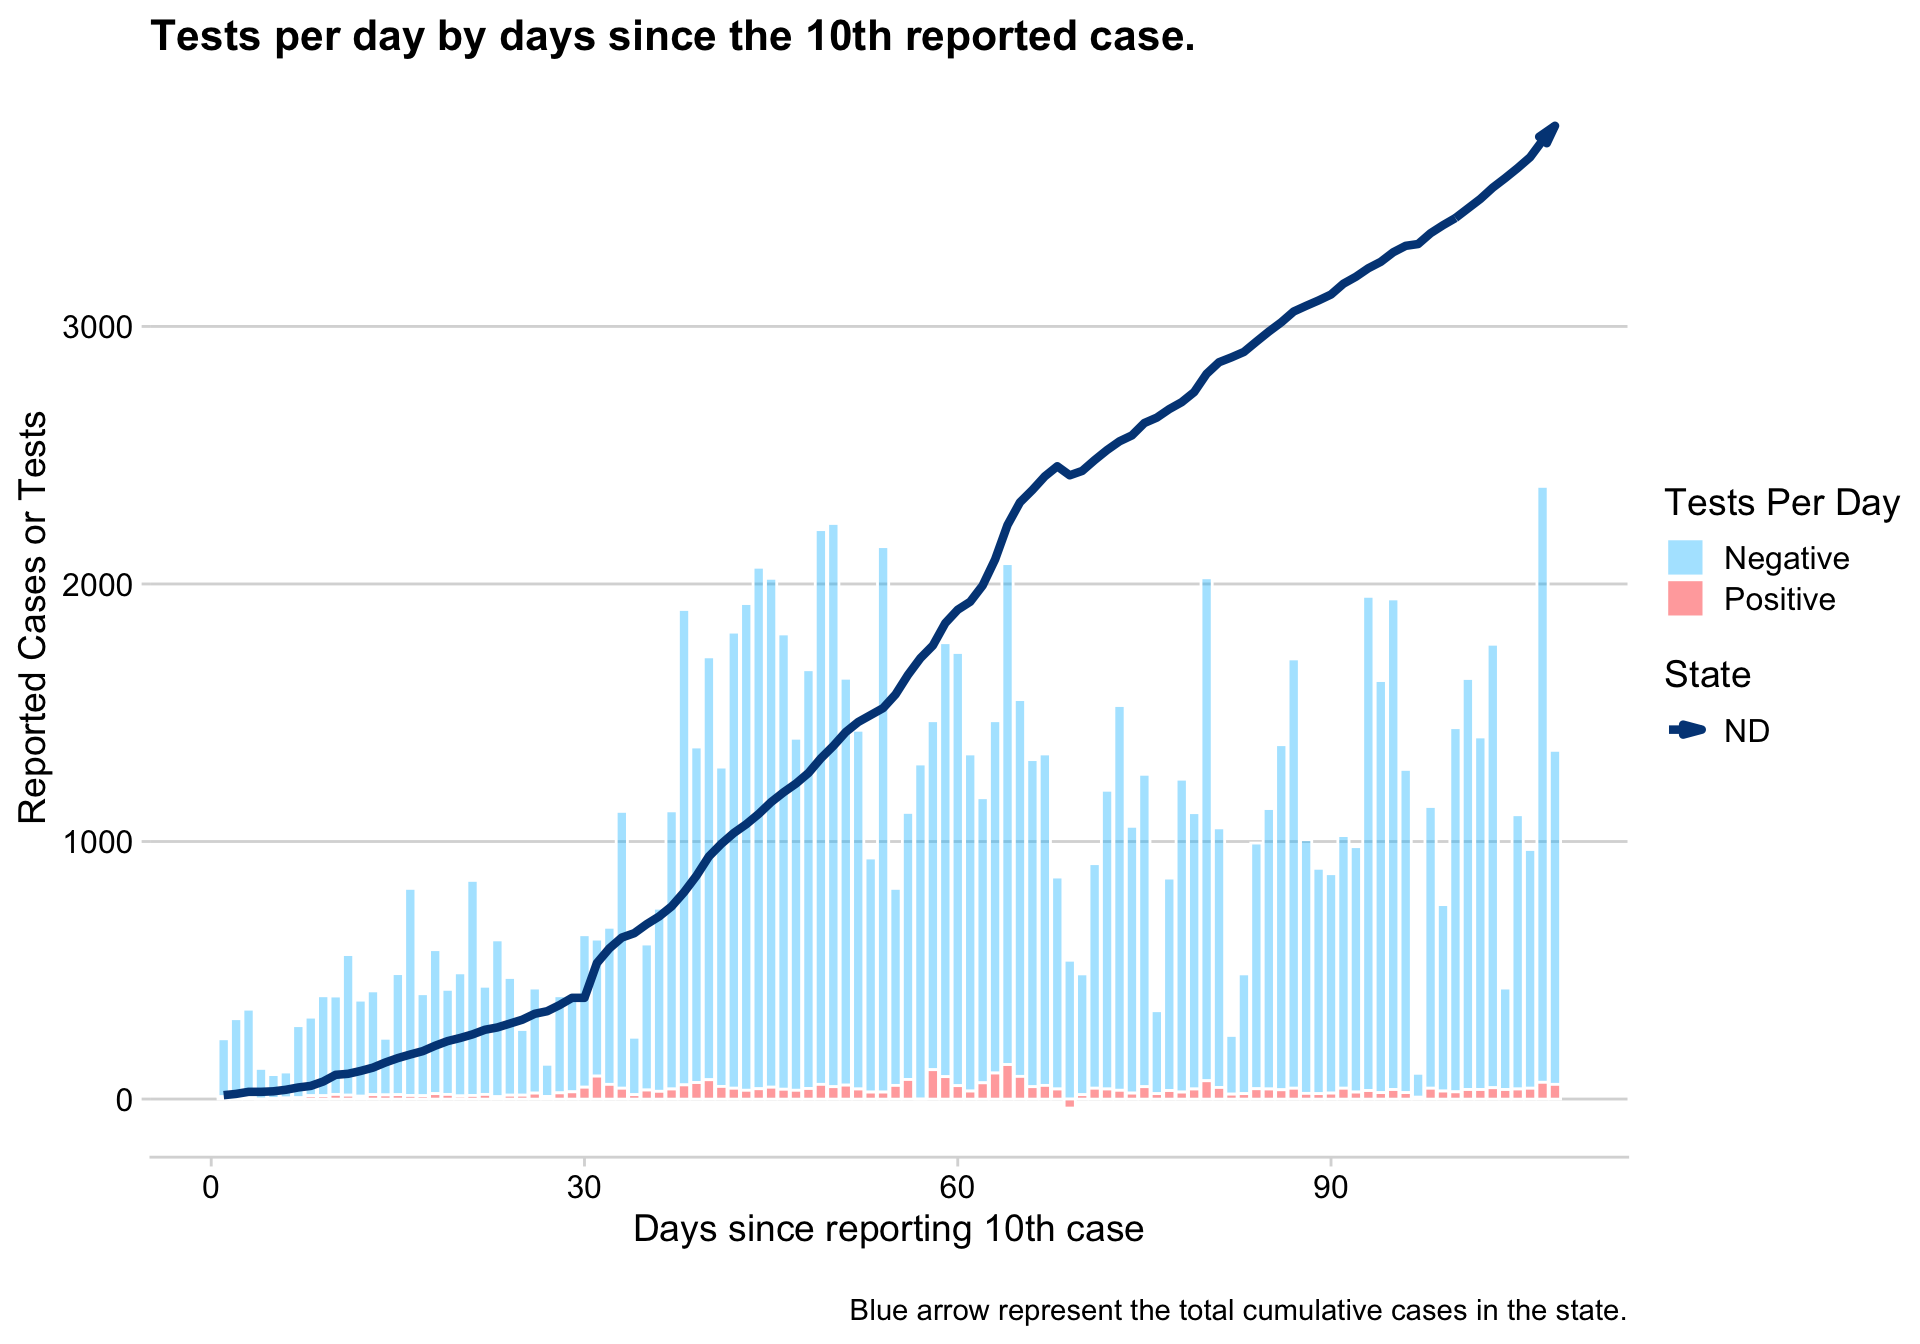 Tests per day by days since the 10th reported case.
Reported Cases or Tests
3000
2000
1000
0
0 30 60 90
Days since reporting 10th case
Tests Per Day
Negative
Positive
State
ND
Blue arrow represent the total cumulative cases in the state.